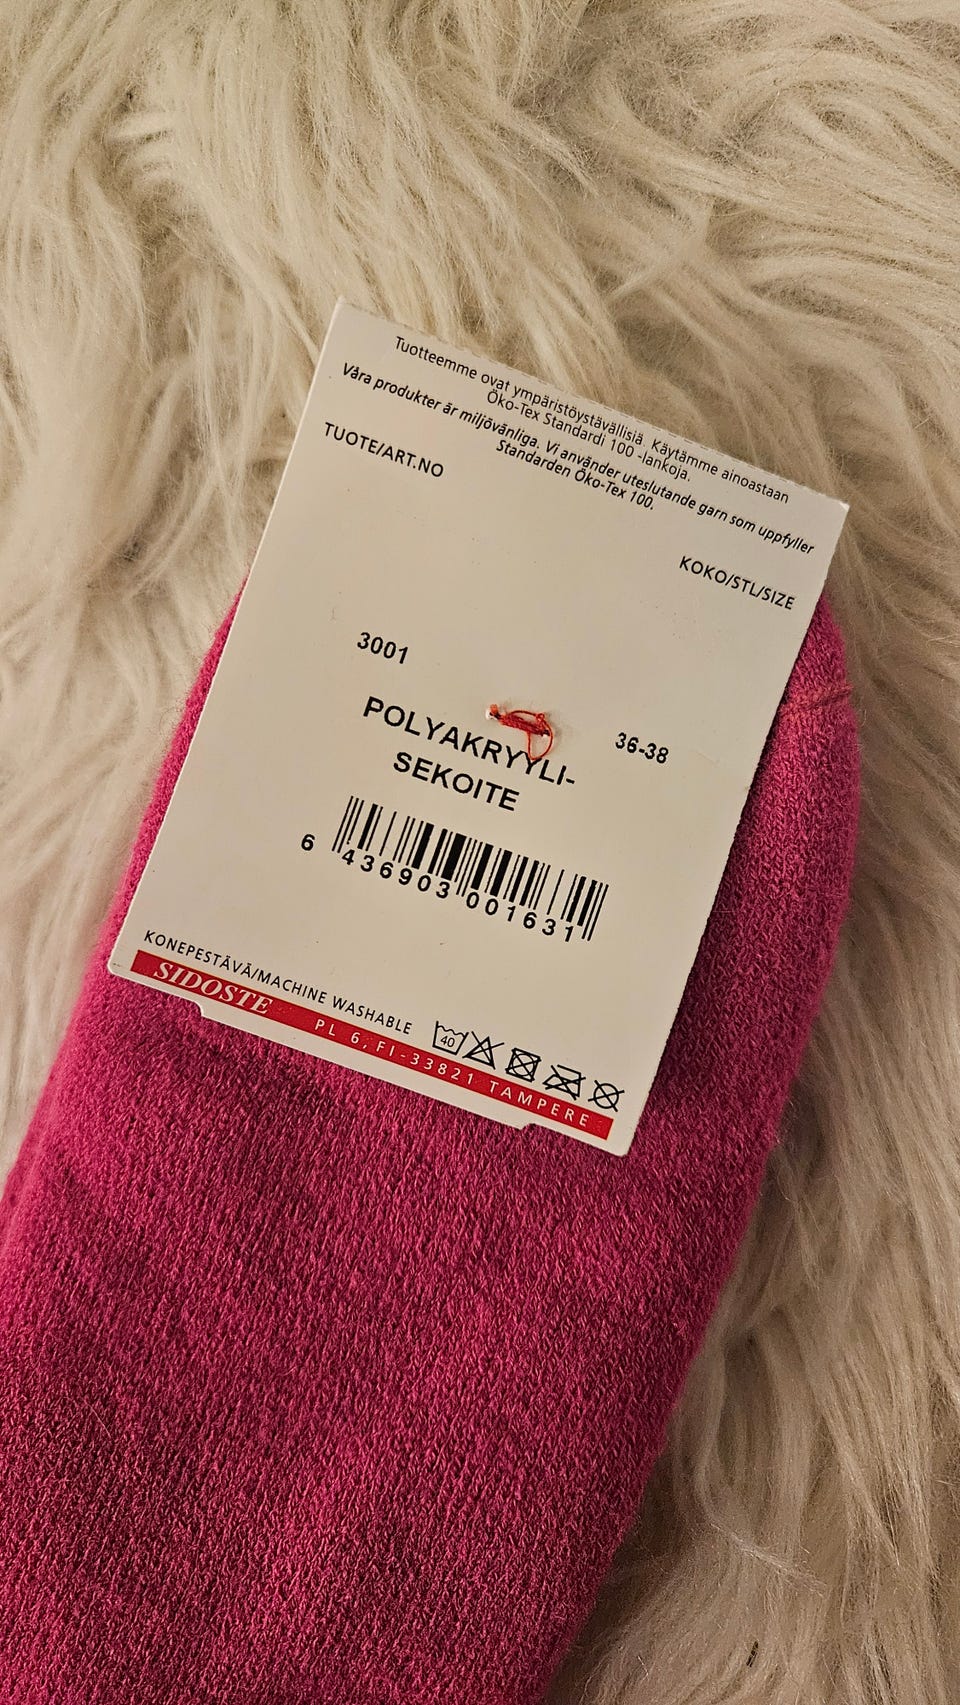 Tuotteemme ovat ympäristöystävällisiä. Käytämme ainoastaan
Öko-Tex Standardi 100 -lankoja.
Våra produkter är miljövänliga. Vi använder uteslutande garn som uppfyller
Standarden Öko-Tex 100.
TUOTE/ART.NO
KOKO/STL/SIZE
3001
POLYAKRYYLI-
SEKOITE
36-38
6 436903 001631
KONEPESTÄVÄ/MACHINE WASHABLE
40
SIDOSTE PL 6, FI-33821 TAMPERE